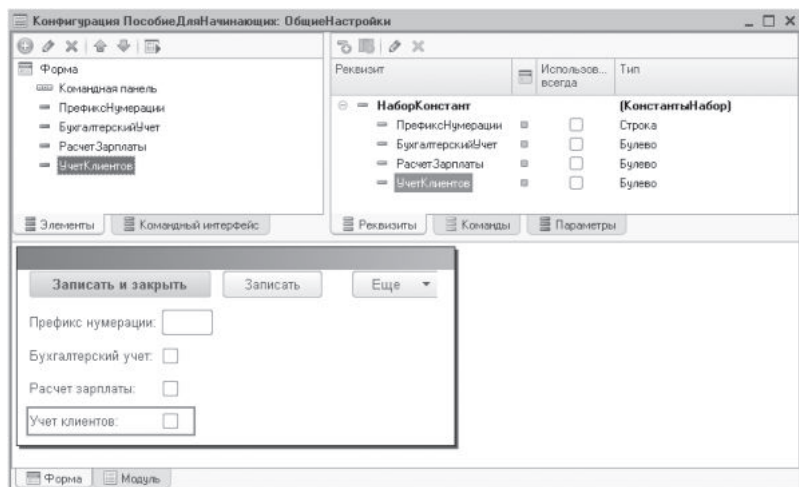 Конфигурация ПособиеДляНачинающих: ОбщиеНастройки
Форма
Командная панель
ПрефиксНумерации
БухгалтерскийУчет
РасчетЗарплаты
УчетКлиентов
Элементы
Командный интерфейс
Реквизит
Использов... всегда
Тип
НаборКонстант (КонстантыНабор)
ПрефиксНумерации Строка
БухгалтерскийУчет Булево
РасчетЗарплаты Булево
УчетКлиентов Булево
Реквизиты
Команды
Параметры
Записать и закрыть
Записать
Еще
Префикс нумерации:
Бухгалтерский учет:
Расчет зарплаты:
Учет клиентов:
Форма
Модуль